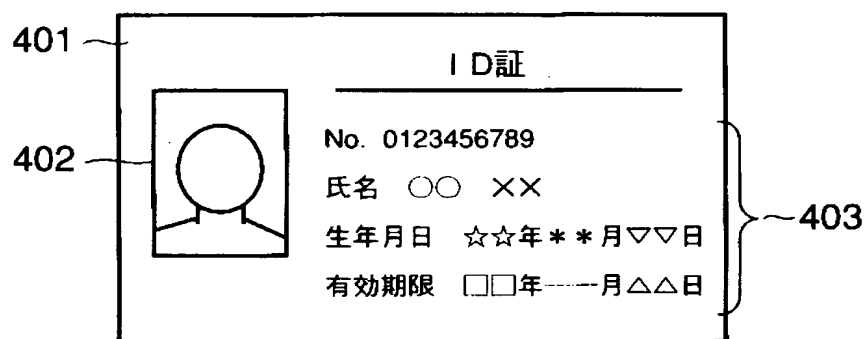 401
ID証
402
No. 0123456789
氏名 ○○ ××
生年月日 ☆☆年**月▽▽日
有効期限 □□年-----月△△日
403